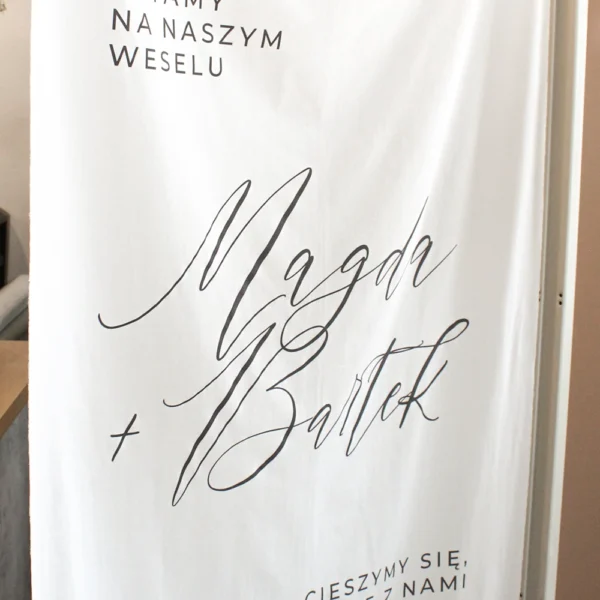 NA NASZYM
WESELU
Magda
+ Bartek
CIESZYMY SIĘ,
Z NAMI